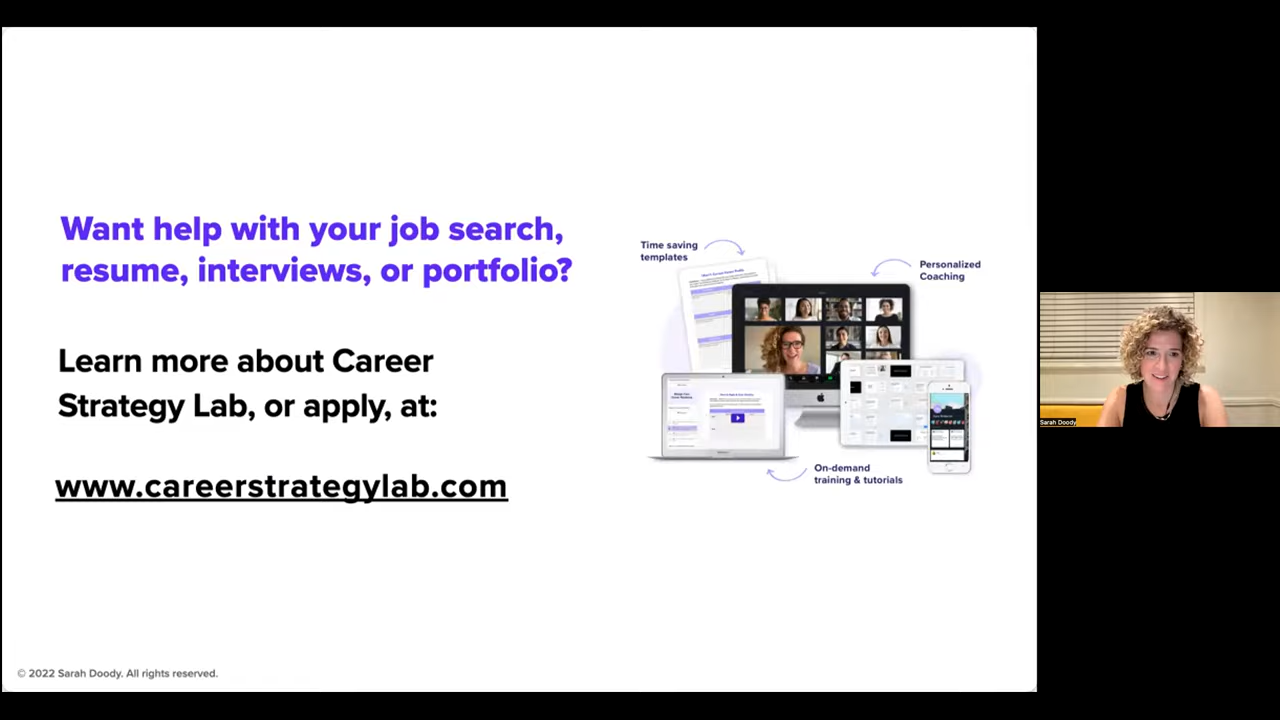 Want help with your job search,
resume, interviews, or portfolio?
Learn more about Career
Strategy Lab, or apply, at:
www.careerstrategylab.com
Time saving
templates
Personalized
Coaching
On-demand
training & tutorials
© 2022 Sarah Doody. All rights reserved.
Sarah Doody